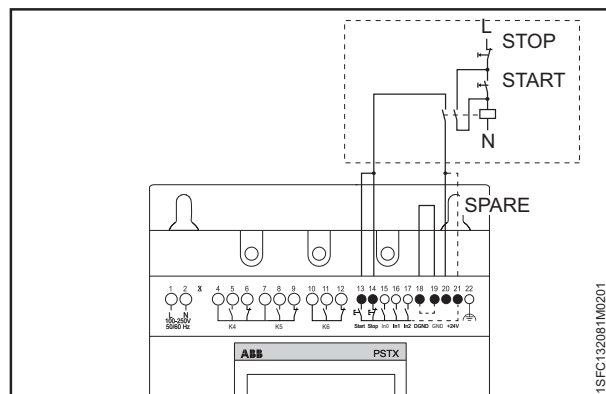 L
STOP
START
N
SPARE
1 2 X 4 5 6 7 8 9 10 11 12 13 14 15 16 17 18 19 20 21 22
L N
100-250V
50/60 Hz
K4 K5 K6 Start Stop In0 In1 In2 DGND GND +24V
ABB PSTX
1SFC132081M0201